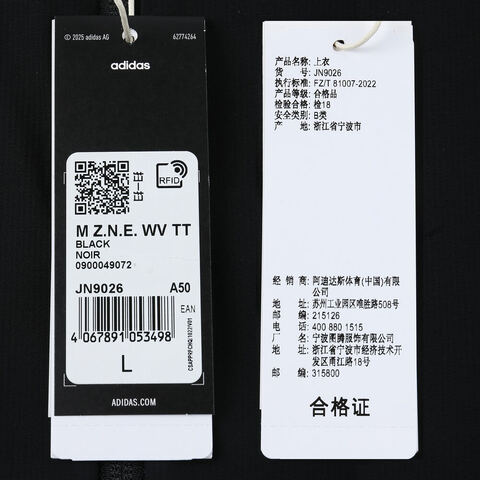 © 2025 adidas AG
62774264
adidas
RFID
M Z.N.E. WV TT
BLACK
NOIR
0900049072
JN9026
A50
EAN
4 067891 053498
L
ADIDAS.COM
产品名称: 上衣
货 号: JN9026
执行标准: FZ/T 81007-2022
产品等级: 合格品
检验合格: 检18
安全类别: B类
产 地: 浙江省宁波市
经 销 商: 阿迪达斯体育(中国)有限
公司
地 址: 苏州工业园区唯胜路508号
邮 编: 215126
电 话: 400 880 1515
厂 名: 宁波图腾服饰有限公司
地 址: 浙江省宁波市经济技术开
发区甬江路18号
邮 编: 315800
合格证